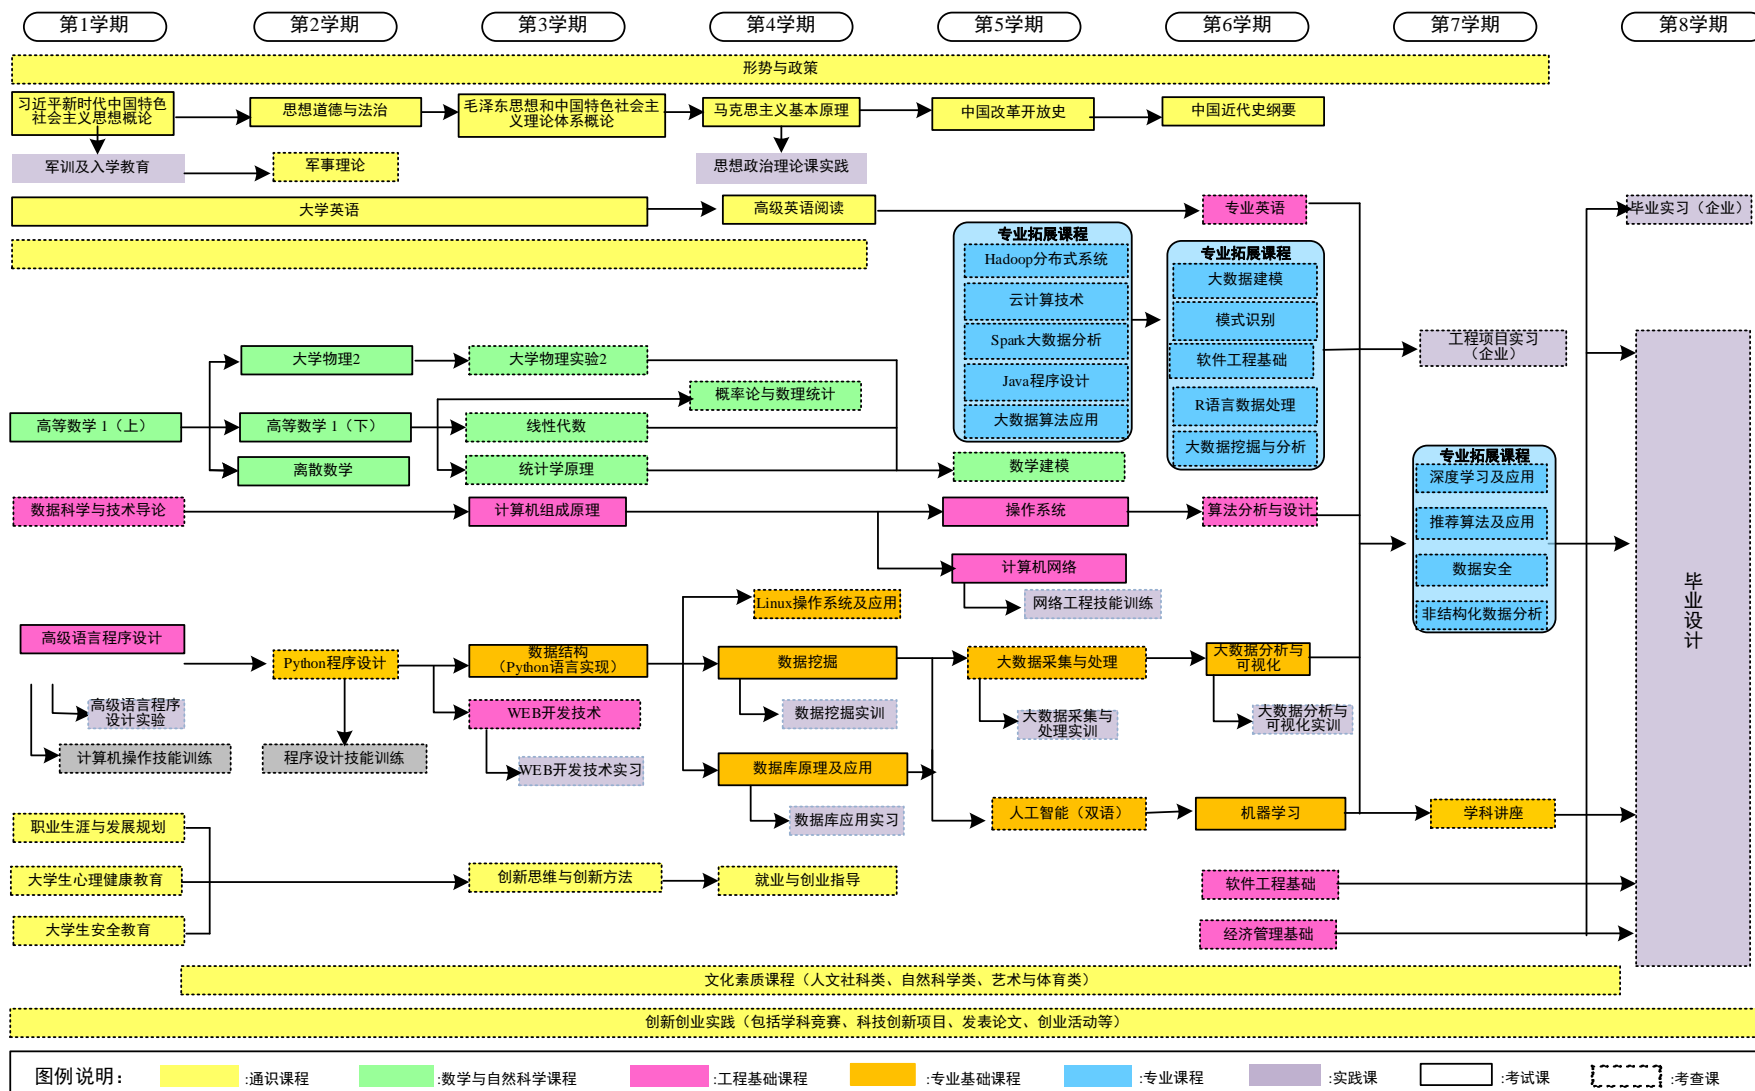 第1学期
第2学期
第3学期
第4学期
第5学期
第6学期
第7学期
第8学期
形势与政策
习近平新时代中国特色
社会主义思想概论
思想道德与法治
毛泽东思想和中国特色社会主
义理论体系概论
马克思主义基本原理
中国改革开放史
中国近代史纲要
军训及入学教育
军事理论
思想政治理论课实践
大学英语
高级英语阅读
专业英语
毕业实习（企业）
专业拓展课程
Hadoop分布式系统
云计算技术
Spark大数据分析
Java程序设计
大数据算法应用
专业拓展课程
大数据建模
模式识别
软件工程基础
R语言数据处理
大数据挖掘与分析
大学物理2
大学物理实验2
工程项目实习
（企业）
概率论与数理统计
高等数学 1（上）
高等数学 1（下）
线性代数
离散数学
统计学原理
数学建模
专业拓展课程
深度学习及应用
推荐算法及应用
数据安全
非结构化数据分析
数据科学与技术导论
计算机组成原理
操作系统
算法分析与设计
计算机网络
网络工程技能训练
Linux操作系统及应用
毕业设计
高级语言程序设计
Python程序设计
数据结构
（Python语言实现）
数据挖掘
大数据采集与处理
大数据分析与
可视化
高级语言程序
设计实验
WEB开发技术
数据挖掘实训
大数据采集与
处理实训
大数据分析与
可视化实训
计算机操作技能训练
程序设计技能训练
WEB开发技术实习
数据库原理及应用
数据库应用实习
人工智能（双语）
机器学习
学科讲座
职业生涯与发展规划
大学生心理健康教育
创新思维与创新方法
就业与创业指导
软件工程基础
大学生安全教育
经济管理基础
文化素质课程（人文社科类、自然科学类、艺术与体育类）
创新创业实践（包括学科竞赛、科技创新项目、发表论文、创业活动等）
图例说明：
:通识课程
:数学与自然科学课程
:工程基础课程
:专业基础课程
:专业课程
:实践课
:考试课
:考查课